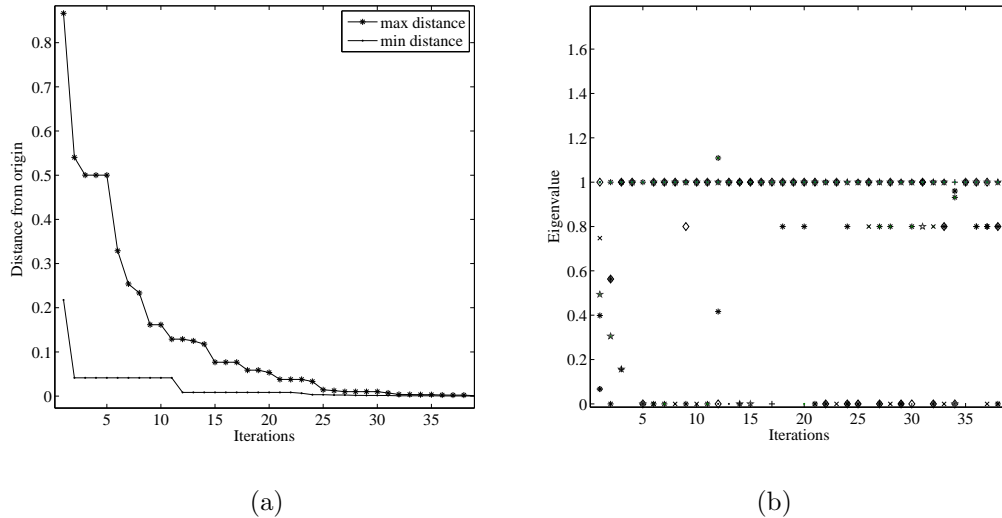 max distance
min distance
0.8
0.7
0.6
0.5
0.4
0.3
0.2
0.1
0
Distance from origin
5 10 15 20 25 30 35
Iterations
(a)
1.6
1.4
1.2
1
0.8
0.6
0.4
0.2
0
Eigenvalue
5 10 15 20 25 30 35
Iterations
(b)